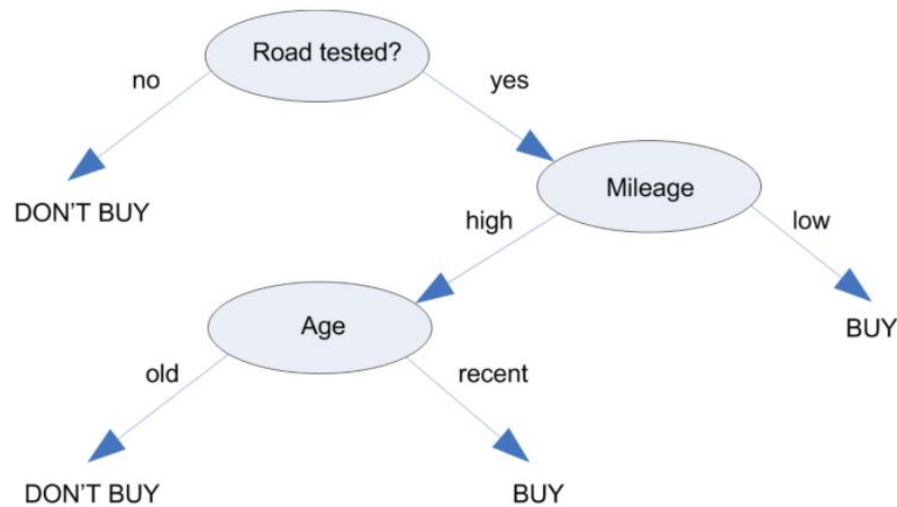 Road tested?
no
yes
DON'T BUY
Mileage
high
low
Age
BUY
old
recent
DON'T BUY
BUY